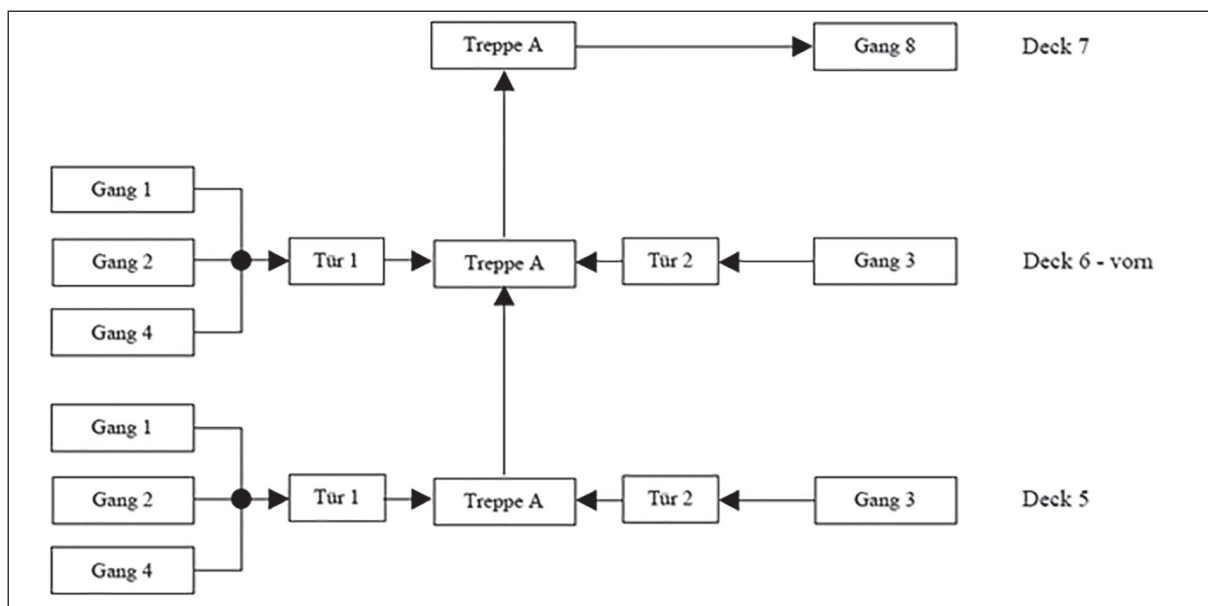 Treppe A
Gang 8
Deck 7
Gang 1
Gang 2
Tür 1
Treppe A
Tür 2
Gang 3
Deck 6 - vorn
Gang 4
Gang 1
Gang 2
Tür 1
Treppe A
Tür 2
Gang 3
Deck 5
Gang 4